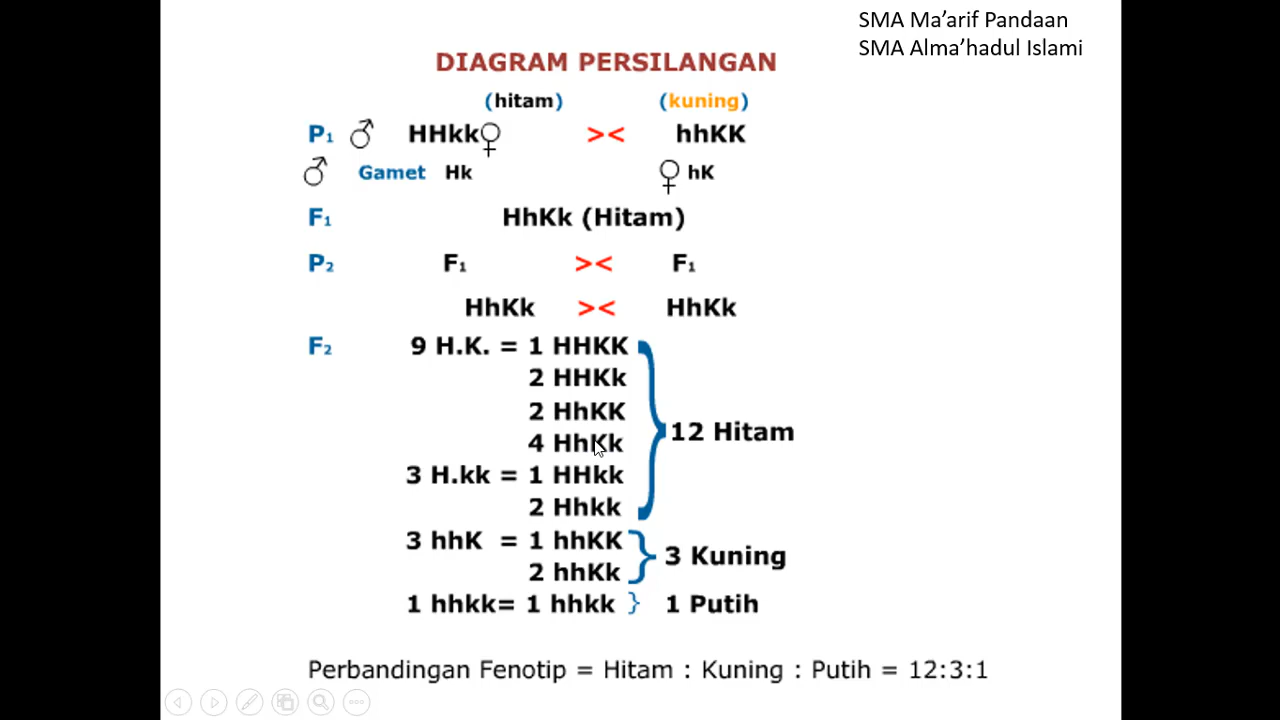 SMA Ma’arif Pandaan
SMA Alma’hadul Islami
DIAGRAM PERSILANGAN
(hitam) (kuning)
P₁ ♂ HHkk♀ >< hhKK
♂ Gamet Hk ♀ hK
F₁ HhKk (Hitam)
P₂ F₁ >< F₁
HhKk >< HhKk
F₂ 9 H.K. = 1 HHKK
2 HHKk
2 HhKK
12 Hitam
4 HhKk
3 H.kk = 1 HHkk
2 Hhkk
3 hhK = 1 hhKK
3 Kuning
2 hhKk
1 hhkk= 1 hhkk } 1 Putih
Perbandingan Fenotip = Hitam : Kuning : Putih = 12:3:1